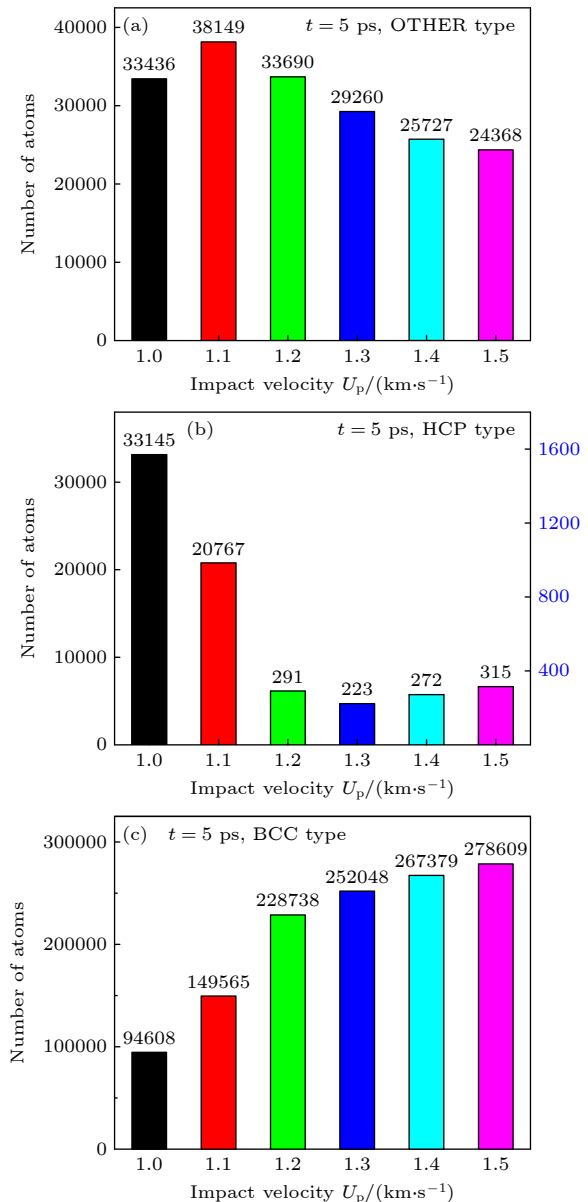 (a) t = 5 ps, OTHER type
40000
38149
33436
33690
30000
29260
25727
24368
20000
10000
0
Number of atoms
1.0 1.1 1.2 1.3 1.4 1.5
Impact velocity Up/(km·s−1)
(b) t = 5 ps, HCP type
33145
1600
30000
1200
20767
20000
800
10000
400
291
223
272
315
0
Number of atoms
1.0 1.1 1.2 1.3 1.4 1.5
Impact velocity Up/(km·s−1)
(c) t = 5 ps, BCC type
300000
278609
267379
252048
228738
200000
149565
100000
94608
0
Number of atoms
1.0 1.1 1.2 1.3 1.4 1.5
Impact velocity Up/(km·s−1)